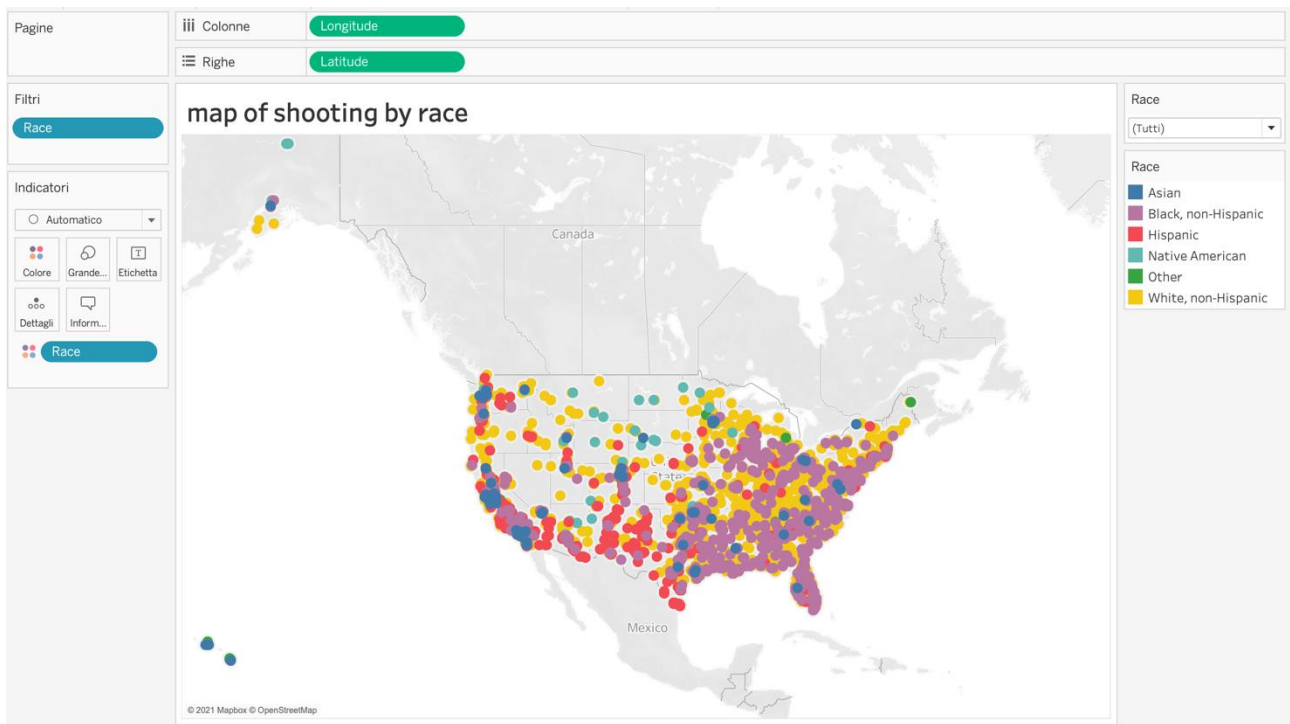 Pagine
Colonne
Longitude
Righe
Latitude
Filtri
Race
Indicatori
Automatico
Colore
Grande...
T
Etichetta
Dettagli
Inform...
Race
map of shooting by race
Canada
State
Mexico
© 2021 Mapbox © OpenStreetMap
Race
(Tutti)
Race
Asian
Black, non-Hispanic
Hispanic
Native American
Other
White, non-Hispanic